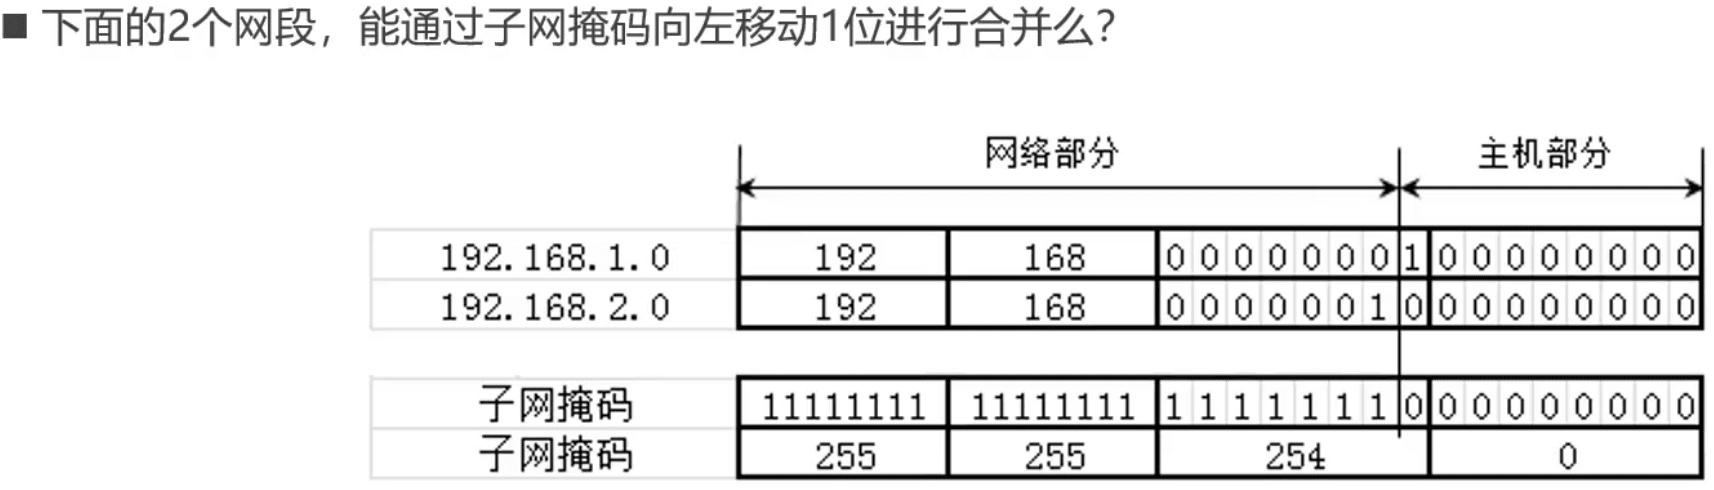 ■ 下面的2个网段，能通过子网掩码向左移动1位进行合并么？
网络部分 主机部分
192.168.1.0 192 168 0 0 0 0 0 0 0 1 0 0 0 0 0 0 0 0
192.168.2.0 192 168 0 0 0 0 0 0 1 0 0 0 0 0 0 0 0 0
子网掩码 11111111 11111111 1 1 1 1 1 1 1 0 0 0 0 0 0 0 0 0
子网掩码 255 255 254 0